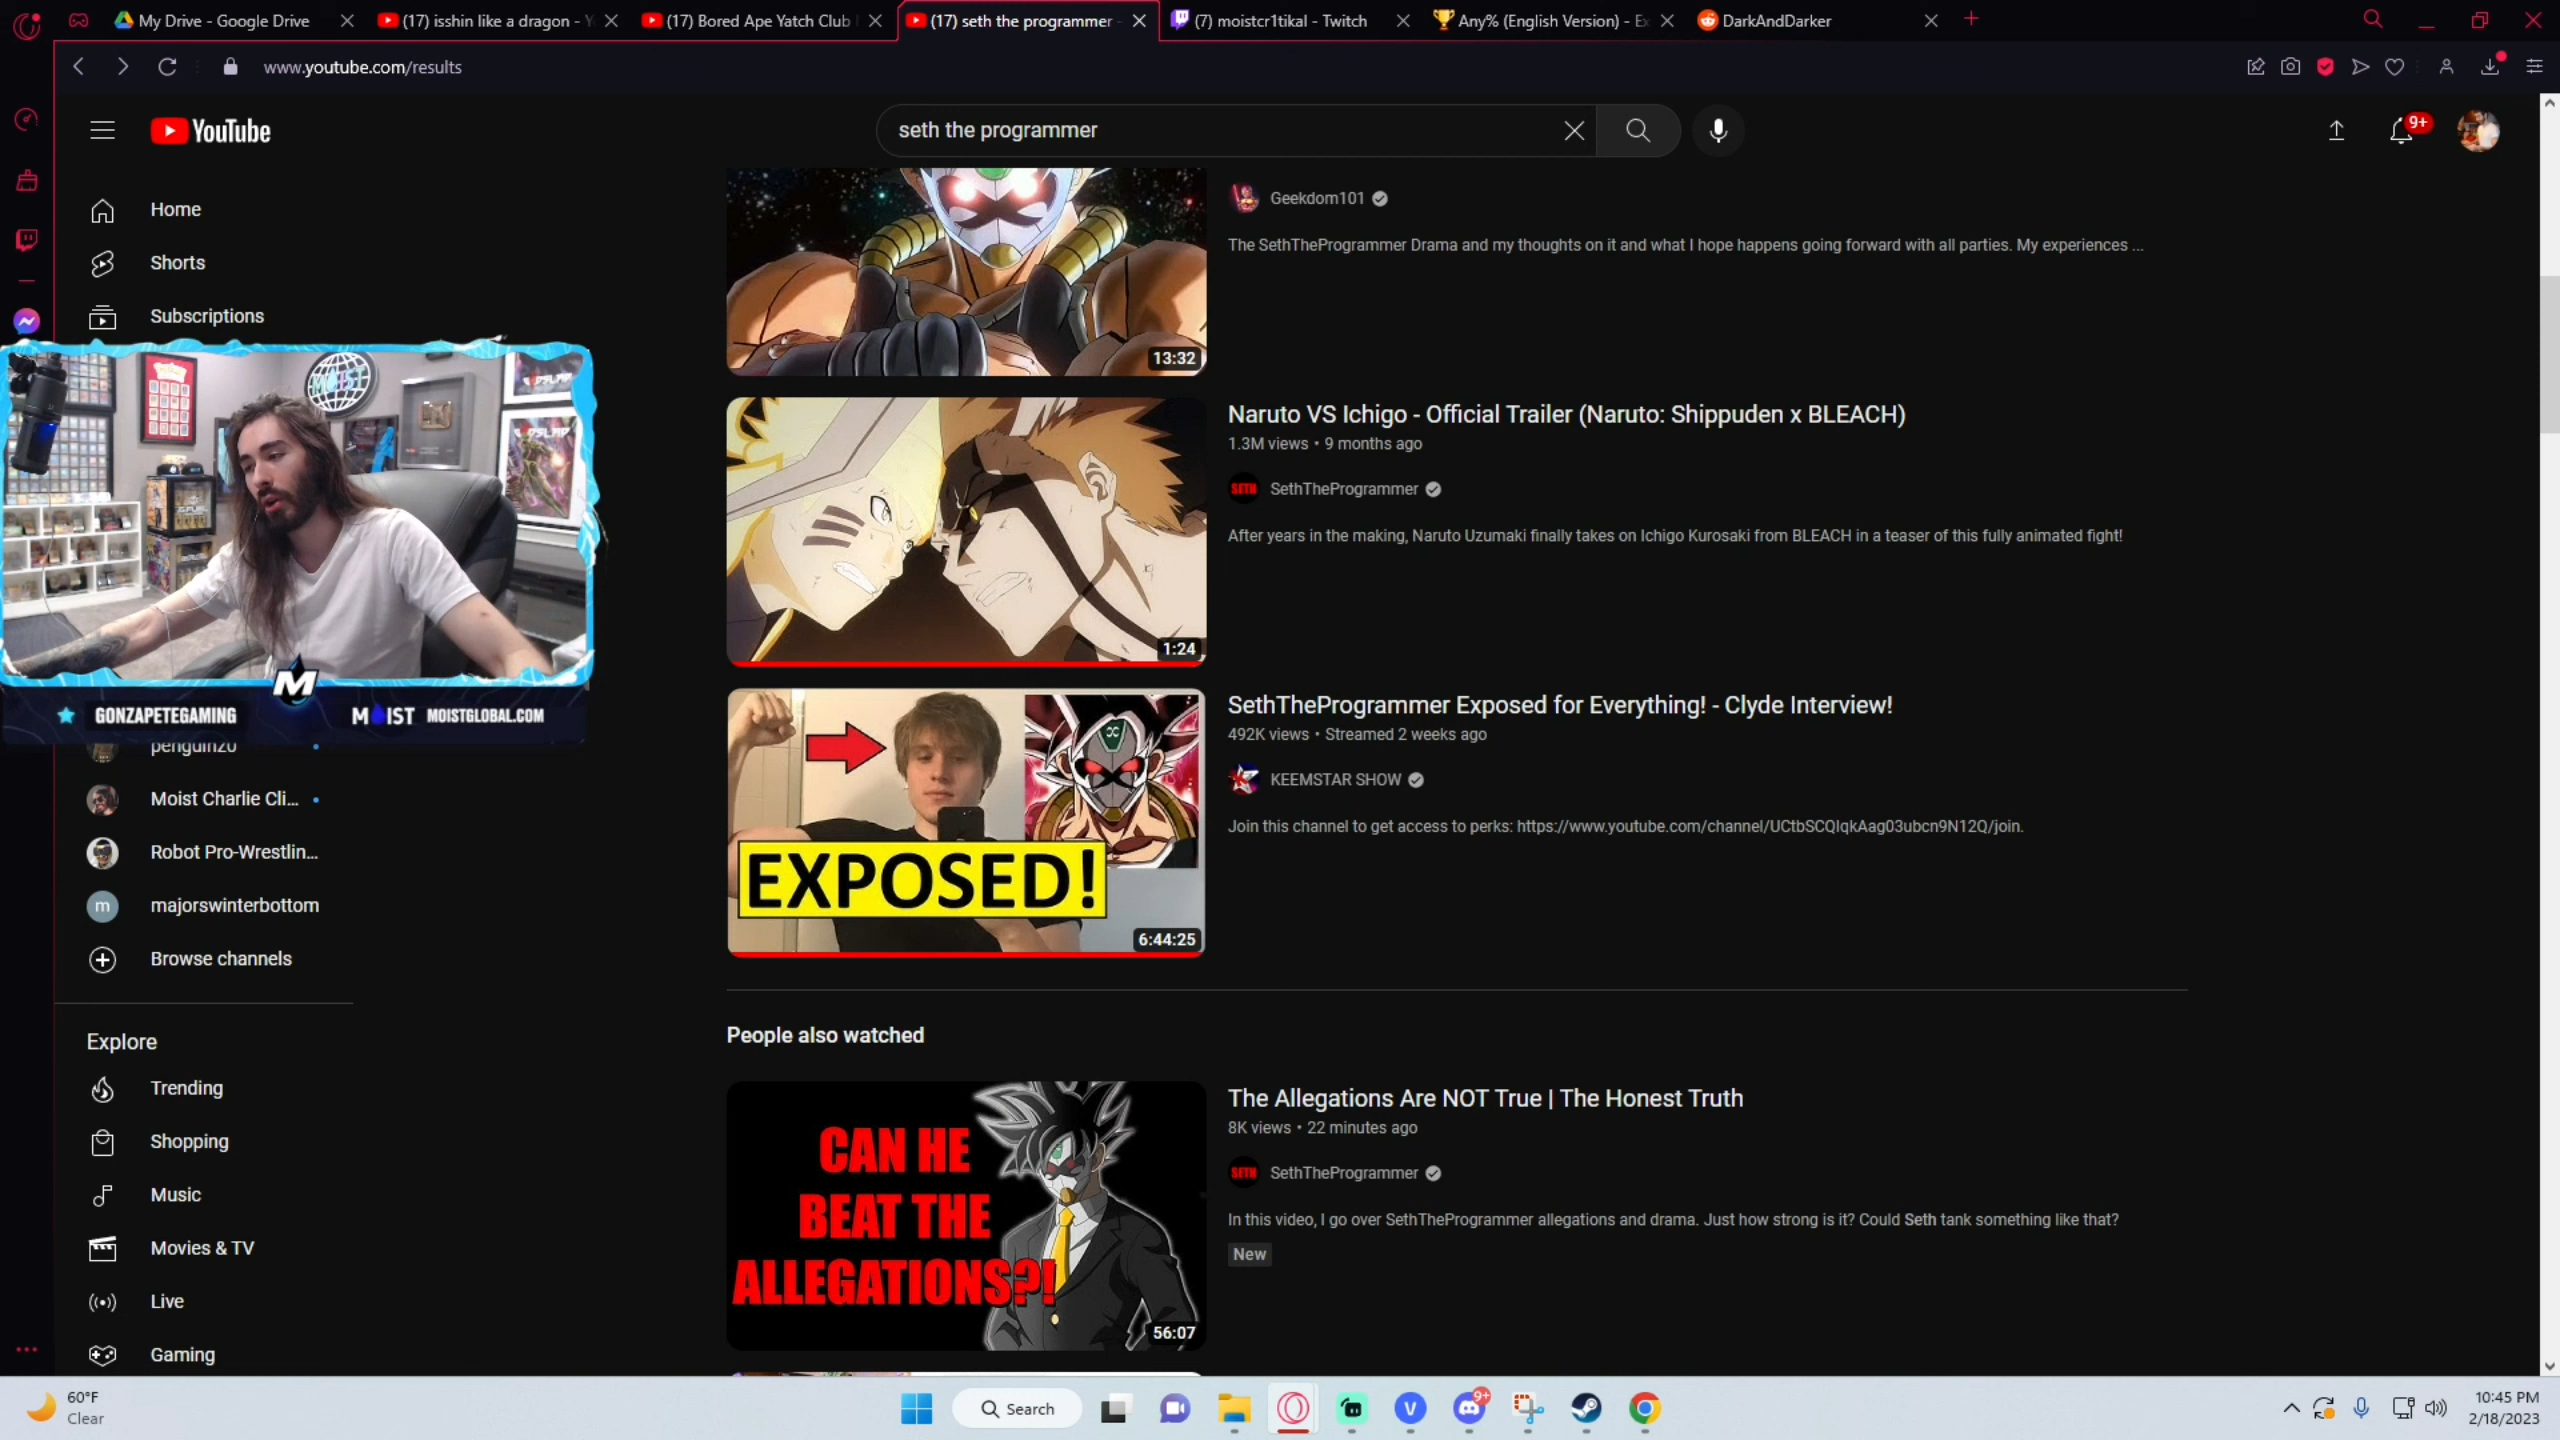 My Drive - Google Drive
(17) isshin like a dragon - Y
(17) Bored Ape Yatch Club
(17) seth the programmer -
(7) moistcr1tikal - Twitch
Any% (English Version) - Ex
DarkAndDarker
www.youtube.com/results
YouTube
seth the programmer
9+
Home
Shorts
Subscriptions
Geekdom101
The SethTheProgrammer Drama and my thoughts on it and what I hope happens going forward with all parties. My experiences ...
13:32
Naruto VS Ichigo - Official Trailer (Naruto: Shippuden x BLEACH)
1.3M views • 9 months ago
SETH
SethTheProgrammer
After years in the making, Naruto Uzumaki finally takes on Ichigo Kurosaki from BLEACH in a teaser of this fully animated fight!
1:24
MOIST
M
GONZAPETEGAMING
MOIST MOISTGLOBAL.COM
penguinz0
Moist Charlie Cli...
Robot Pro-Wrestlin...
m
majorswinterbottom
Browse channels
SethTheProgrammer Exposed for Everything! - Clyde Interview!
492K views • Streamed 2 weeks ago
KEEMSTAR SHOW
Join this channel to get access to perks: https://www.youtube.com/channel/UCtbSCQIqkAag03ubcn9N12Q/join.
EXPOSED!
6:44:25
Explore
Trending
Shopping
Music
Movies & TV
Live
Gaming
People also watched
CAN HE
BEAT THE
ALLEGATIONS?!
56:07
The Allegations Are NOT True | The Honest Truth
8K views • 22 minutes ago
SETH
SethTheProgrammer
In this video, I go over SethTheProgrammer allegations and drama. Just how strong is it? Could Seth tank something like that?
New
60°F
Clear
Search
V
9+
10:45 PM
2/18/2023